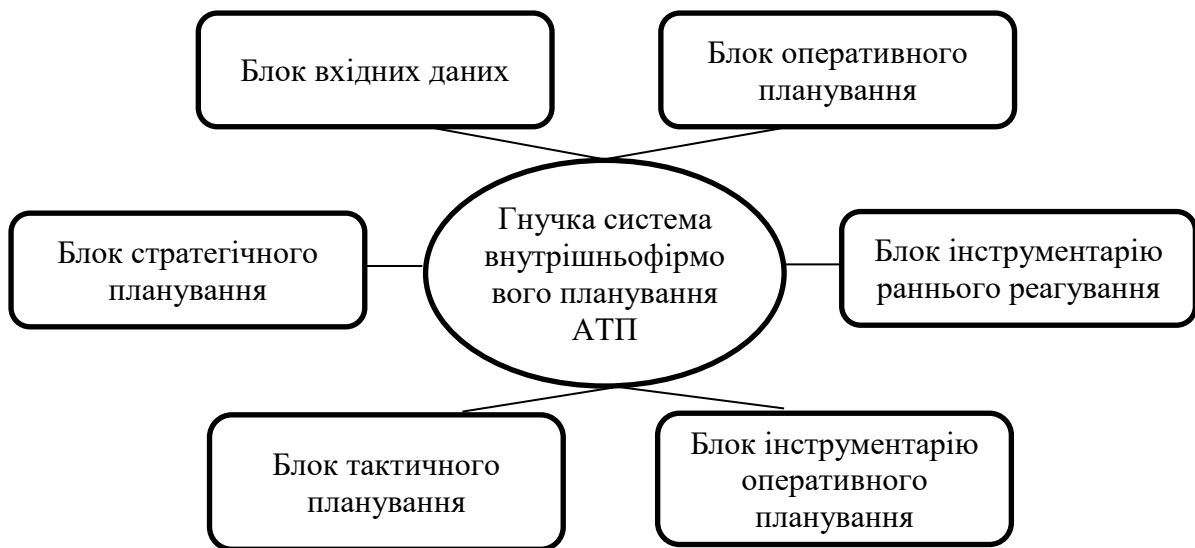 Блок вхідних даних
Блок оперативного
планування
Блок стратегічного
планування
Гнучка система
внутрішньофірмо
вого планування
АТП
Блок інструментарію
раннього реагування
Блок тактичного
планування
Блок інструментарію
оперативного
планування